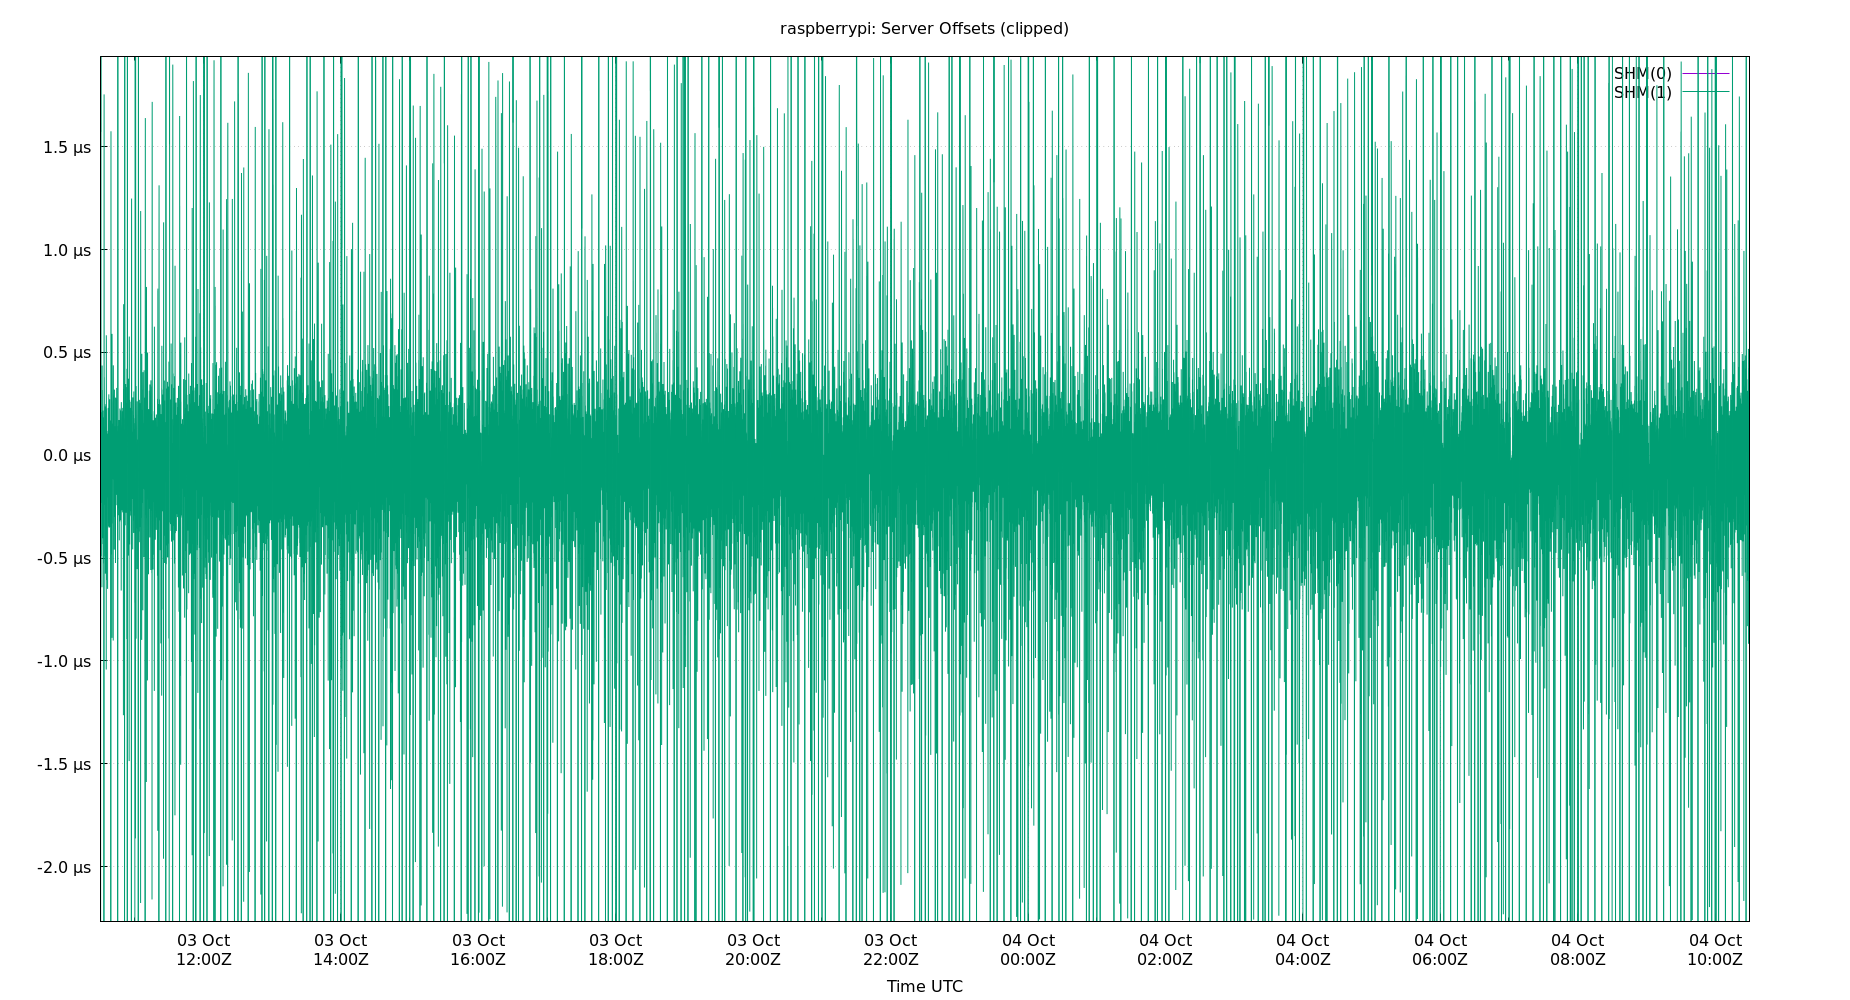 raspberrypi: Server Offsets (clipped)
SHM(0)
SHM(1)
1.5 µs
1.0 µs
0.5 µs
0.0 µs
-0.5 µs
-1.0 µs
-1.5 µs
-2.0 µs
03 Oct 03 Oct 03 Oct 03 Oct 03 Oct 03 Oct 04 Oct 04 Oct 04 Oct 04 Oct 04 Oct 04 Oct
12:00Z 14:00Z 16:00Z 18:00Z 20:00Z 22:00Z 00:00Z 02:00Z 04:00Z 06:00Z 08:00Z 10:00Z
Time UTC